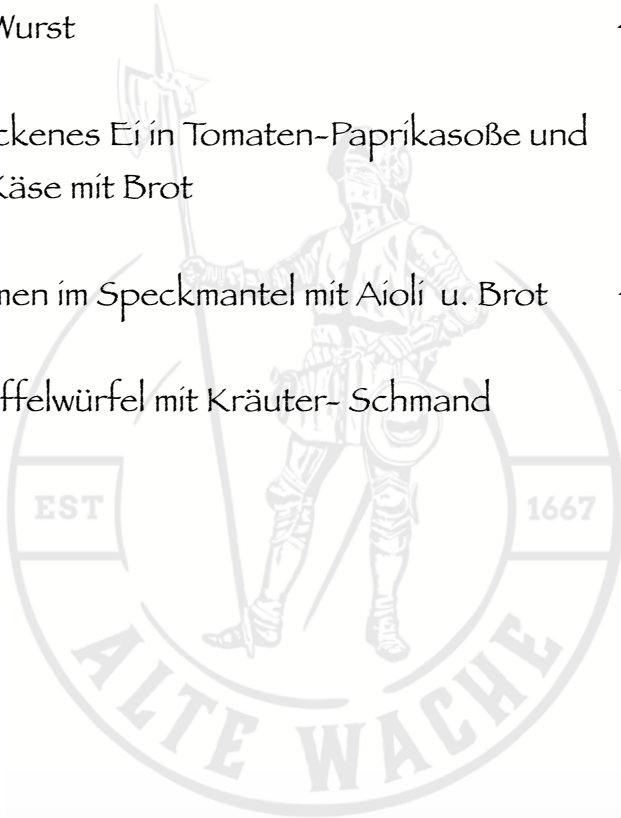 Wurst
ckenes Ei in Tomaten-Paprikasoße und
Käse mit Brot
men im Speckmantel mit Aioli u. Brot
ffelwürfel mit Kräuter- Schmand
EST 1667
ALTE WACHE